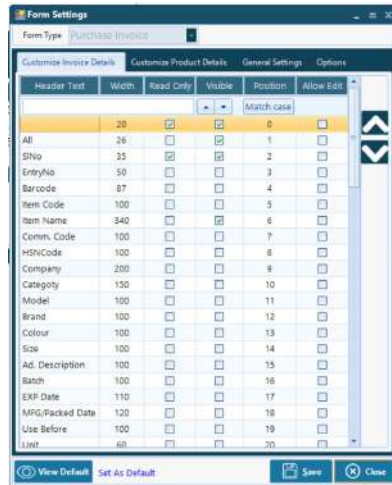 Form Settings
Form Type Purchase Invoice
Customize Invoice Details Customize Product Details General Settings Options
Header Text Width Read Only Visible Position Allow Edit
Match case
20 0
All 26 1
SlNo 35 2
EntryNo 50 3
Barcode 87 4
Item Code 100 5
Item Name 340 6
Comm. Code 100 7
HSNCode 100 8
Company 200 9
Categoty 150 10
Model 100 11
Brand 100 12
Colour 100 13
Size 100 14
Ad. Description 100 15
Batch 100 16
EXP Date 110 17
MFG/Packed Date 120 18
Use Before 100 19
Unit 60 20
View Default Set As Default Save Close